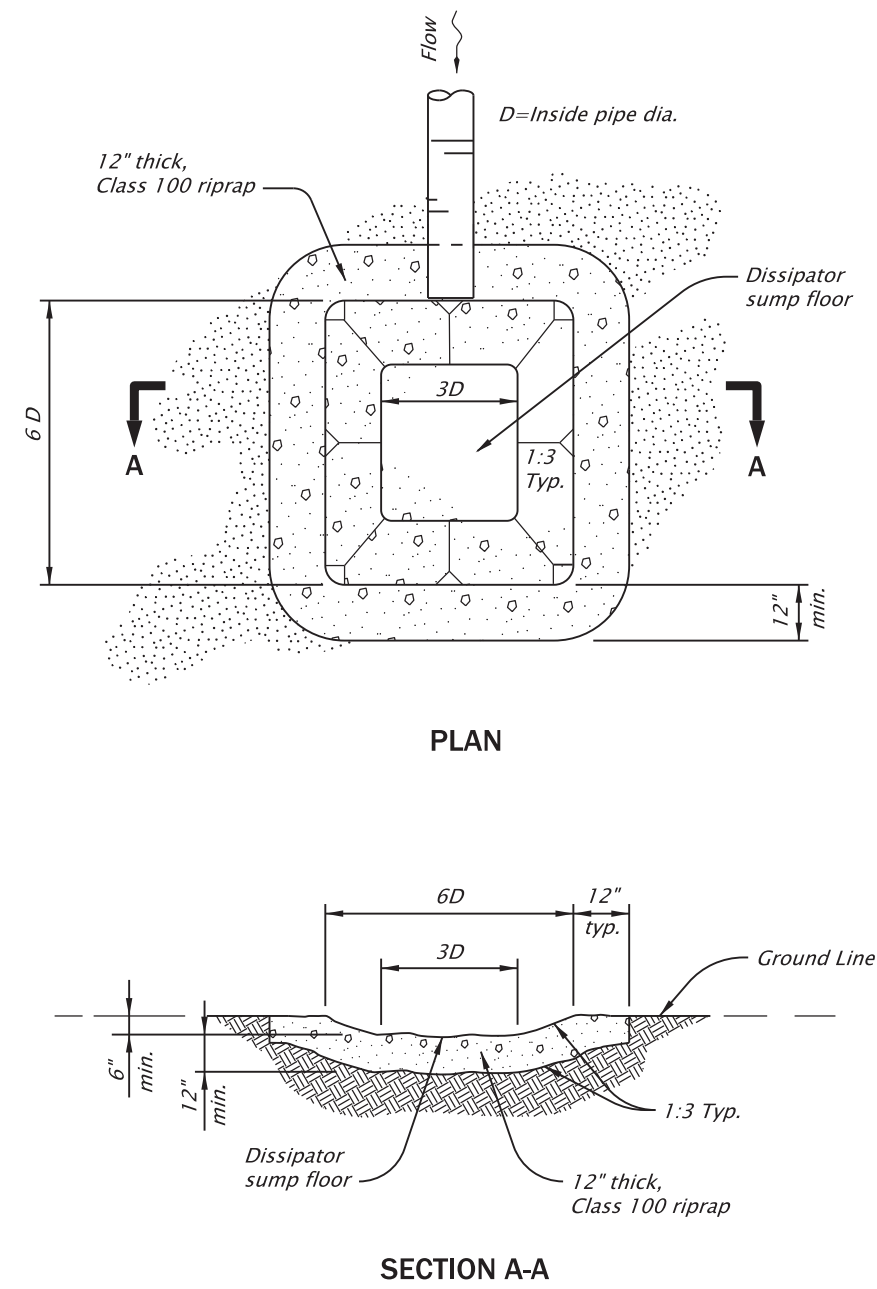 Flow
D=Inside pipe dia.
12" thick,
Class 100 riprap
Dissipator
sump floor
3D
6 D
A
A
1:3
Typ.
12"
min.
PLAN
6D
12"
typ.
3D
Ground Line
6"
min.
12"
min.
1:3 Typ.
Dissipator
sump floor
12" thick,
Class 100 riprap
SECTION A-A